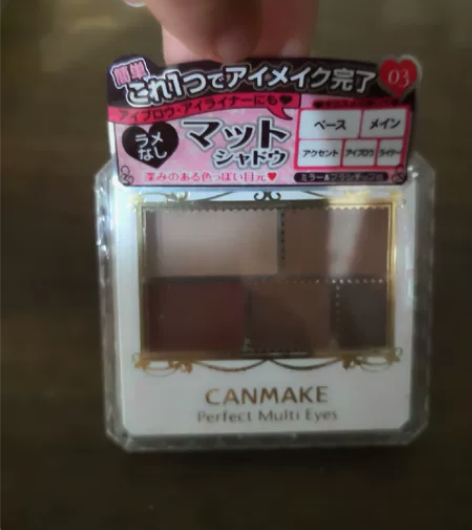 簡単
これ1つでアイメイク完了
03
アイブロウ・アイライナーにも♥
ラメなし
マット
シャドウ
深みのある色っぽい目元♥
ベース
メイン
アクセント
アイブロウ
ライナー
CANMAKE
Perfect Multi Eyes